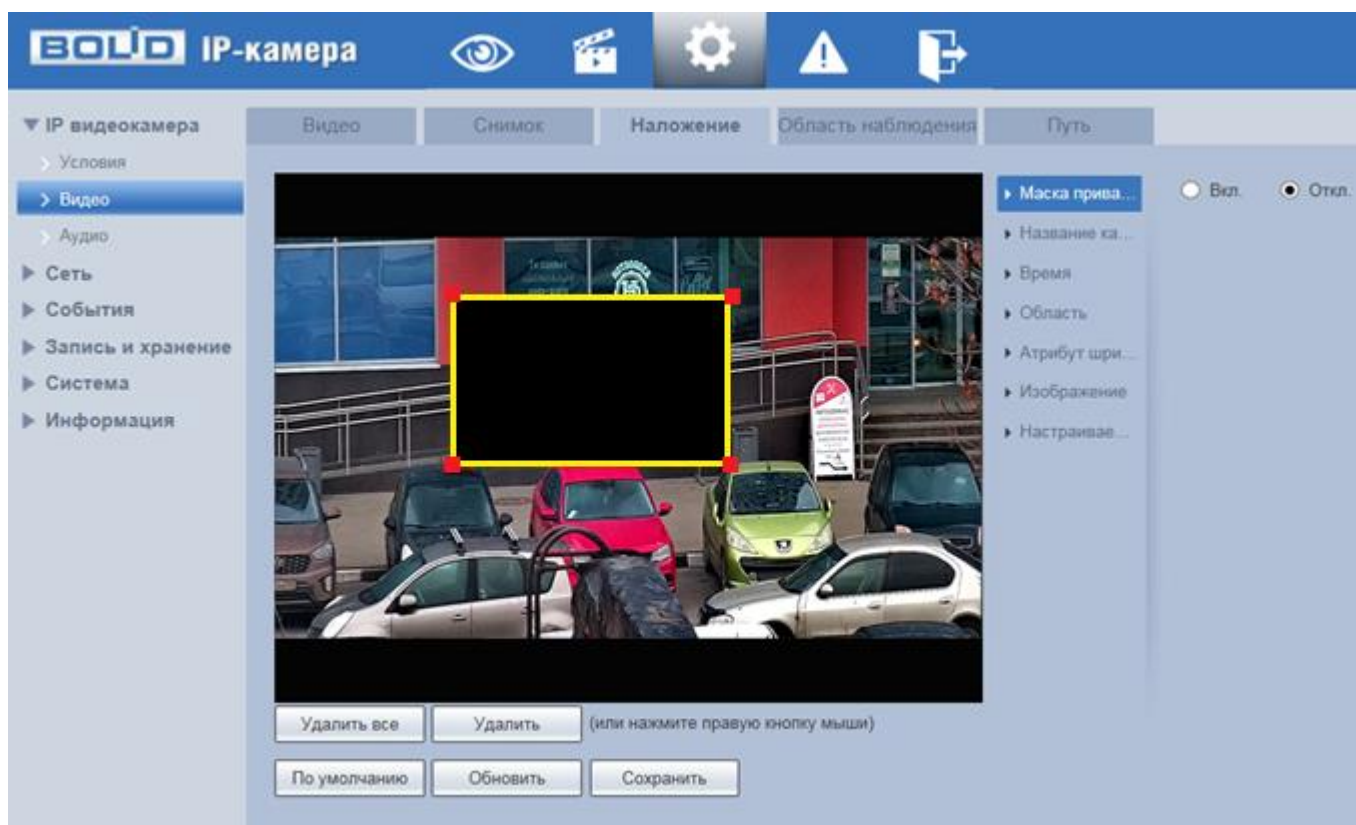 BOLID IP-камера
IP видеокамера
Условия
Видео
Аудио
Сеть
События
Запись и хранение
Система
Информация
Видео Снимок Наложение Область наблюдения Путь
Маска прива...
Название ка...
Время
Область
Атрибут шри...
Изображение
Настраивае...
Вкл. Откл.
Удалить все Удалить (или нажмите правую кнопку мыши)
По умолчанию Обновить Сохранить